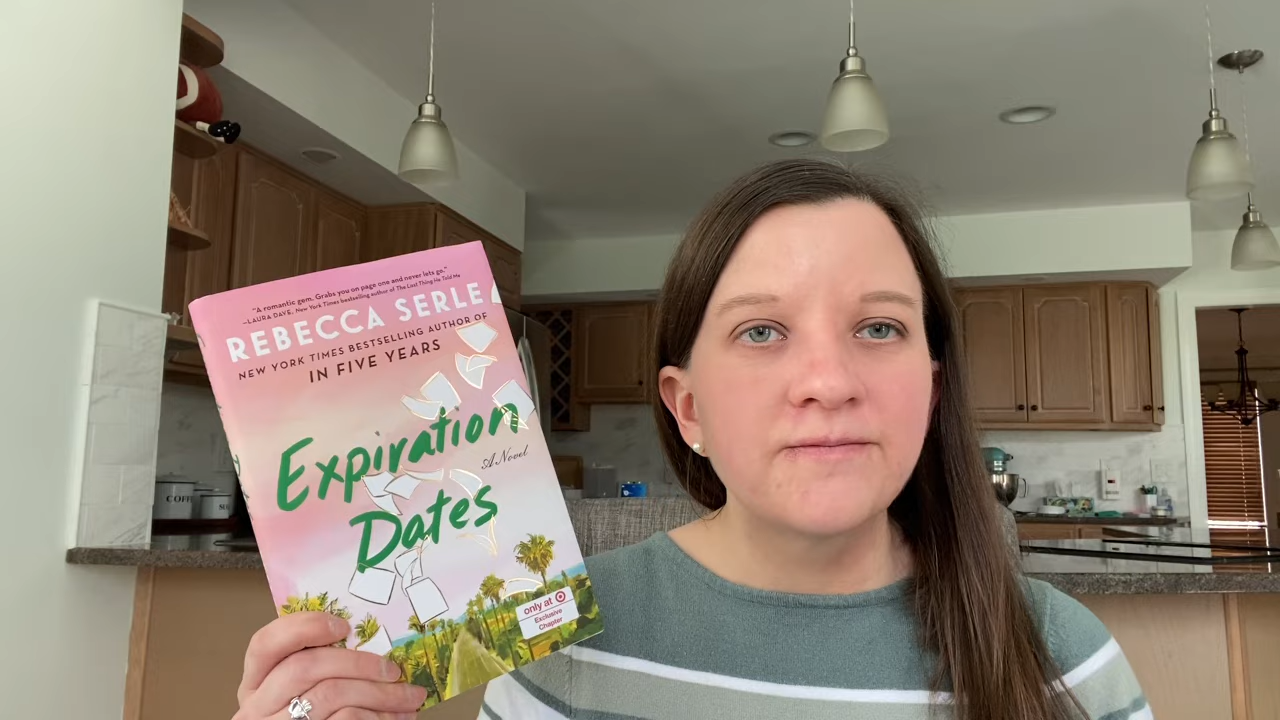 "A romantic gem. Grabs you on page one and never lets go."
—LAURA DAVE, New York Times bestselling author of The Last Thing He Told Me
REBECCA SERLE
NEW YORK TIMES BESTSELLING AUTHOR OF
IN FIVE YEARS
Expiration
A Novel
Dates
only at
Exclusive
Chapter
COFF